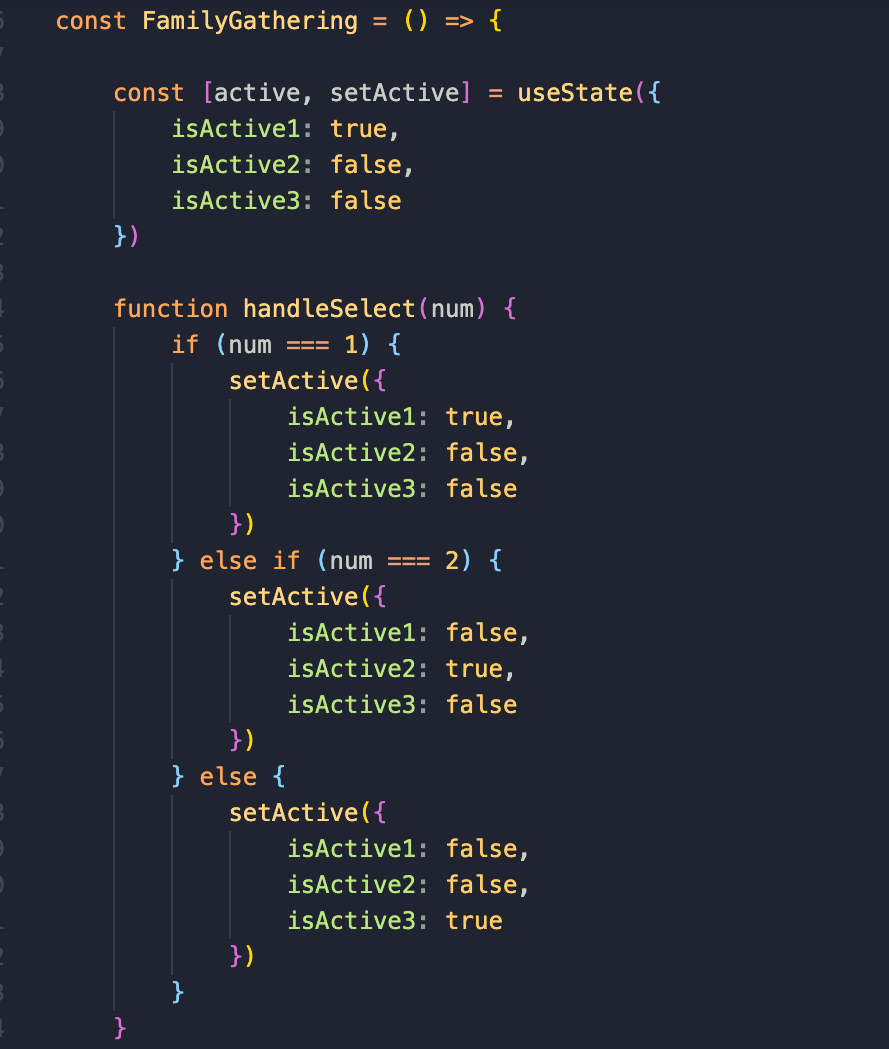 const FamilyGathering = () => {
const [active, setActive] = useState({
isActive1: true,
isActive2: false,
isActive3: false
})
function handleSelect(num) {
if (num === 1) {
setActive({
isActive1: true,
isActive2: false,
isActive3: false
})
} else if (num === 2) {
setActive({
isActive1: false,
isActive2: true,
isActive3: false
})
} else {
setActive({
isActive1: false,
isActive2: false,
isActive3: true
})
}
}